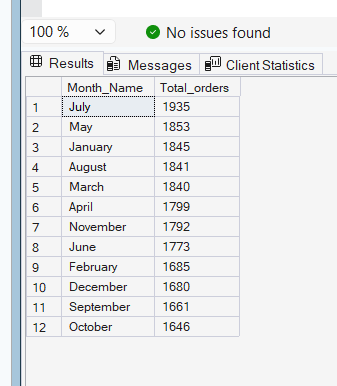 100 %
No issues found
Results Messages Client Statistics
Month_Name Total_orders
1 July 1935
2 May 1853
3 January 1845
4 August 1841
5 March 1840
6 April 1799
7 November 1792
8 June 1773
9 February 1685
10 December 1680
11 September 1661
12 October 1646